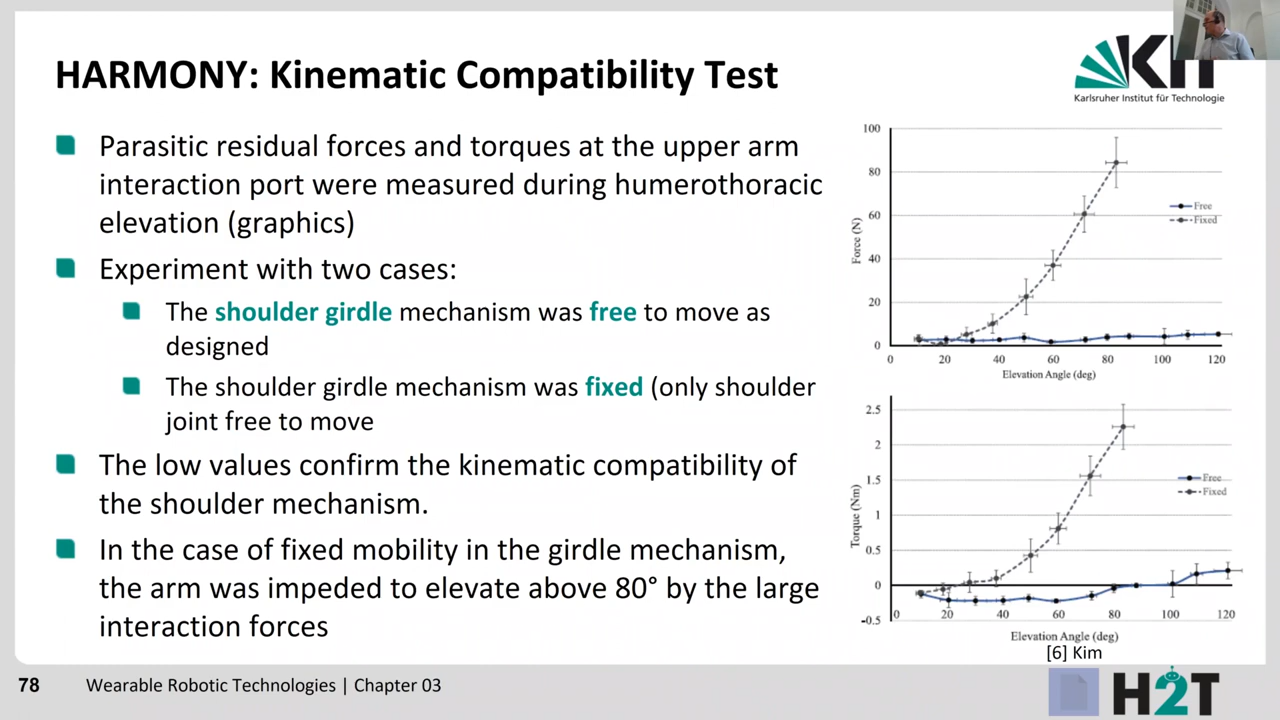 HARMONY: Kinematic Compatibility Test
KIT
Karlsruher Institut für Technologie
Parasitic residual forces and torques at the upper arm
interaction port were measured during humerothoracic
elevation (graphics)
Experiment with two cases:
The shoulder girdle mechanism was free to move as
designed
The shoulder girdle mechanism was fixed (only shoulder
joint free to move
The low values confirm the kinematic compatibility of
the shoulder mechanism.
In the case of fixed mobility in the girdle mechanism,
the arm was impeded to elevate above 80° by the large
interaction forces
100
80
60
40
20
0
Force (N)
Free
Fixed
0 20 40 60 80 100 120
Elevation Angle (deg)
2.5
2
1.5
1
0.5
0
-0.5
Torque (Nm)
Free
Fixed
0 20 40 60 80 100 120
Elevation Angle (deg)
[6] Kim
78 Wearable Robotic Technologies | Chapter 03
H2T